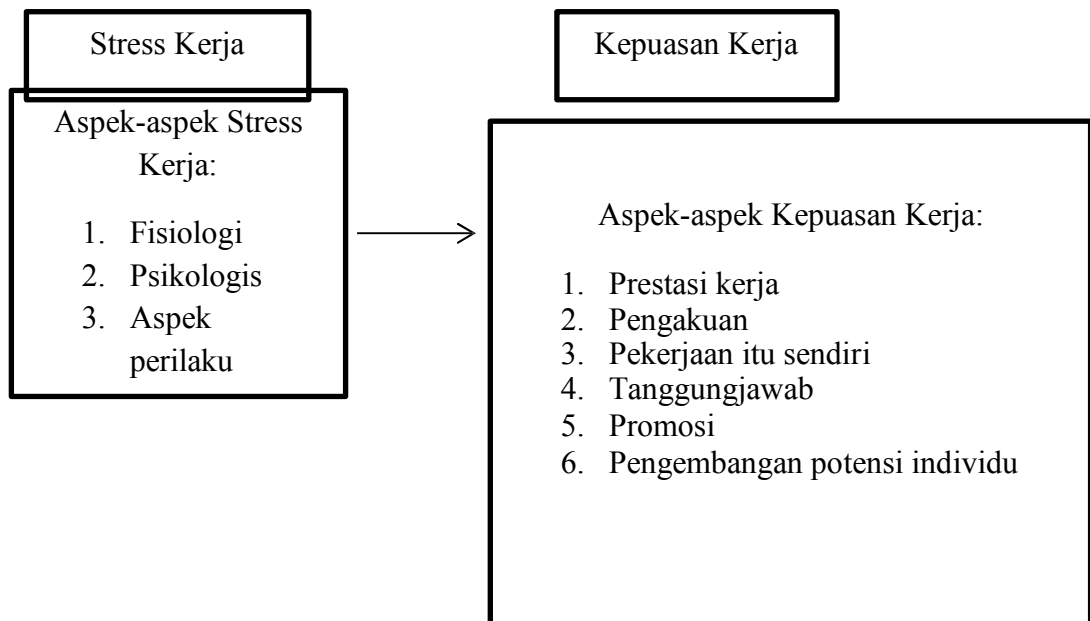 Stress Kerja
Kepuasan Kerja
Aspek-aspek Stress
Kerja:
1. Fisiologi
2. Psikologis
3. Aspek
perilaku
Aspek-aspek Kepuasan Kerja:
1. Prestasi kerja
2. Pengakuan
3. Pekerjaan itu sendiri
4. Tanggungjawab
5. Promosi
6. Pengembangan potensi individu